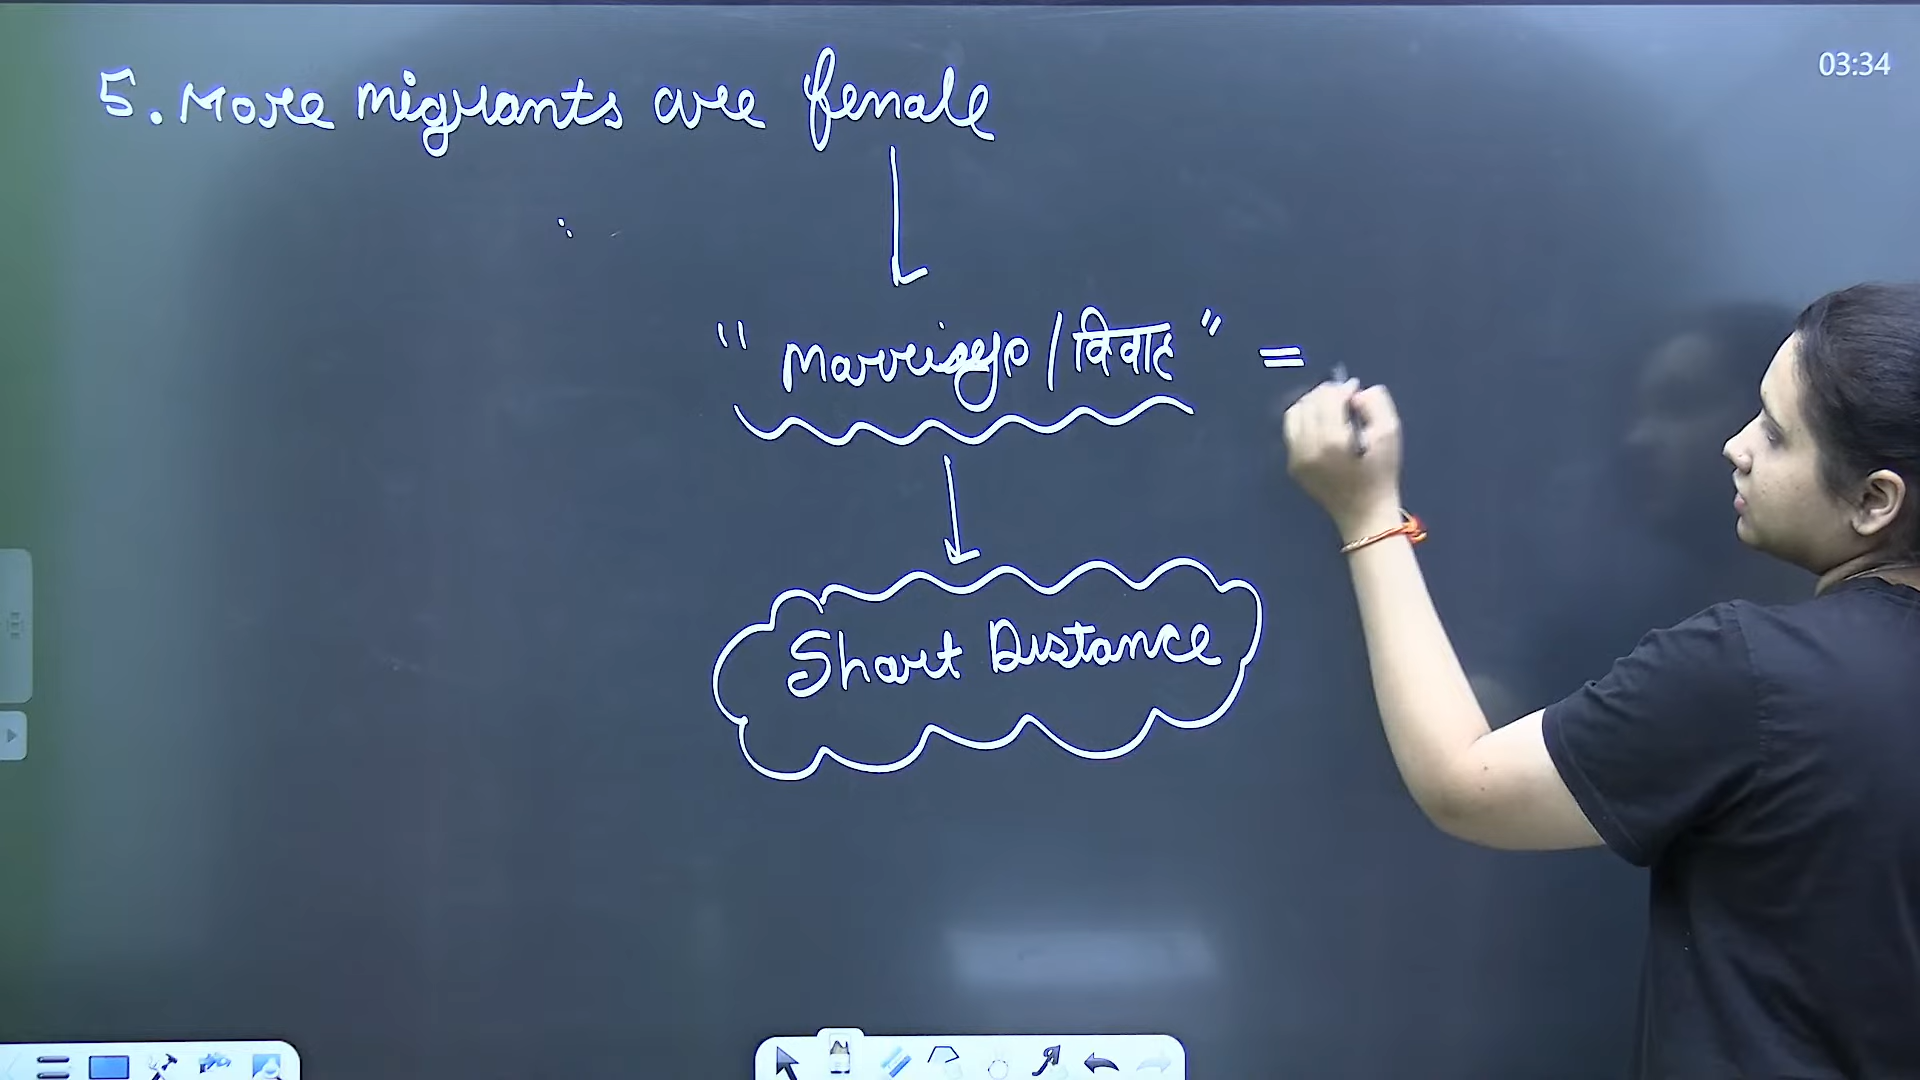 03:34
5. More migrants are female
"Marriage/विवाह" =
Short Distance